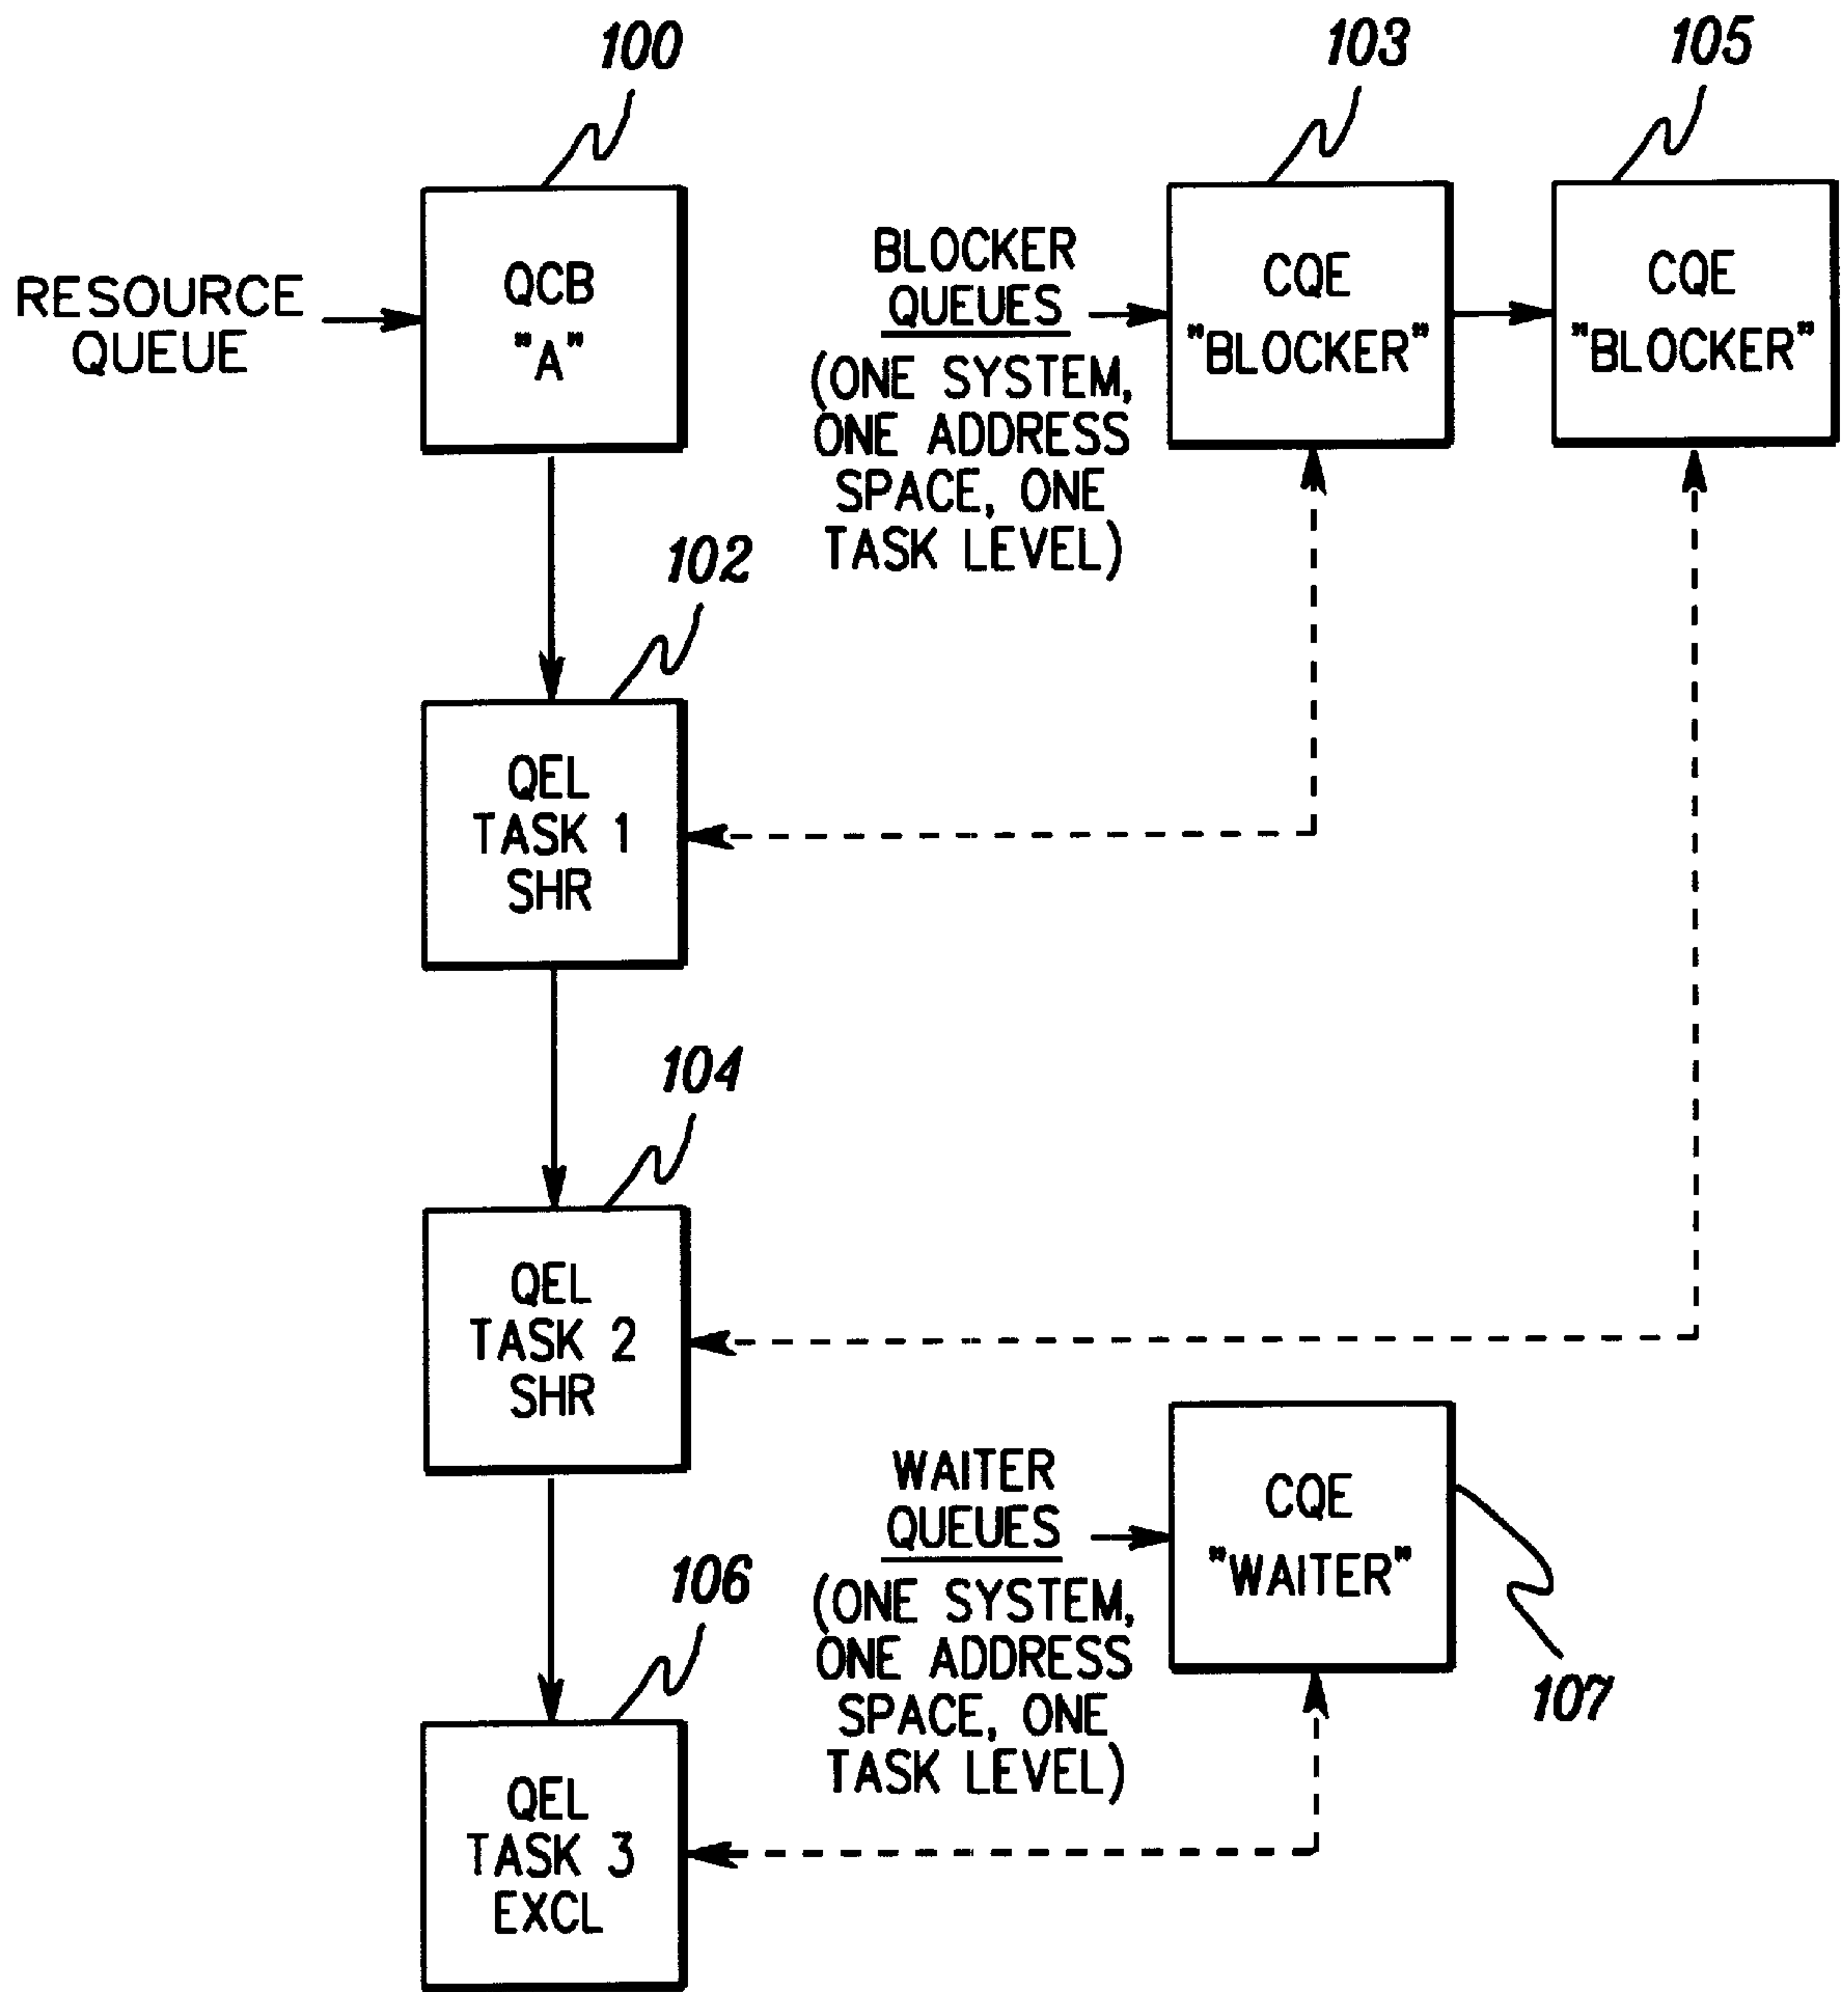 100
103
105
RESOURCE
QUEUE
QCB
"A"
BLOCKER
QUEUES
(ONE SYSTEM,
ONE ADDRESS
SPACE, ONE
TASK LEVEL)
CQE
"BLOCKER"
CQE
"BLOCKER"
102
QEL
TASK 1
SHR
104
QEL
TASK 2
SHR
WAITER
QUEUES
(ONE SYSTEM,
ONE ADDRESS
SPACE, ONE
TASK LEVEL)
CQE
"WAITER"
107
106
QEL
TASK 3
EXCL